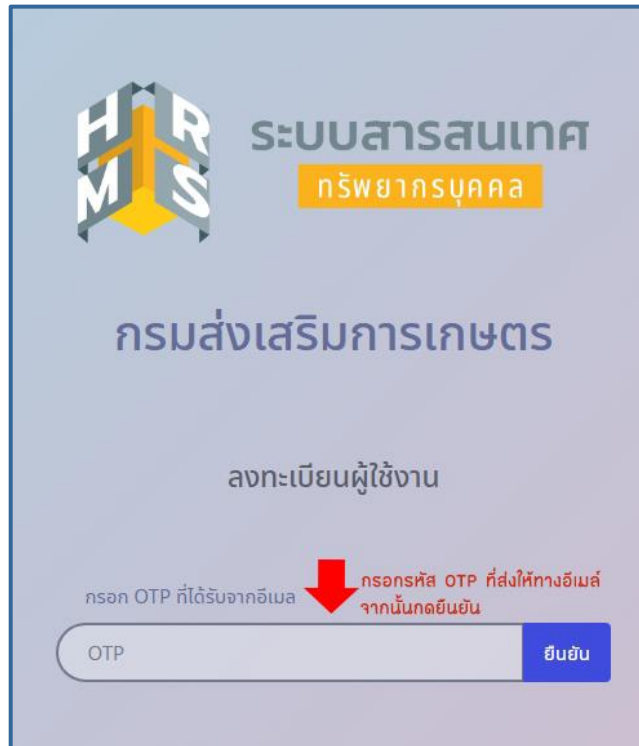 HR
MS
ระบบสารสนเทศ
ทรัพยากรบุคคล
กรมส่งเสริมการเกษตร
ลงทะเบียนผู้ใช้งาน
กรอก OTP ที่ได้รับจากอีเมล
กรอกรหัส OTP ที่ส่งให้ทางอีเมล์
จากนั้นกดยืนยัน
OTP
ยืนยัน